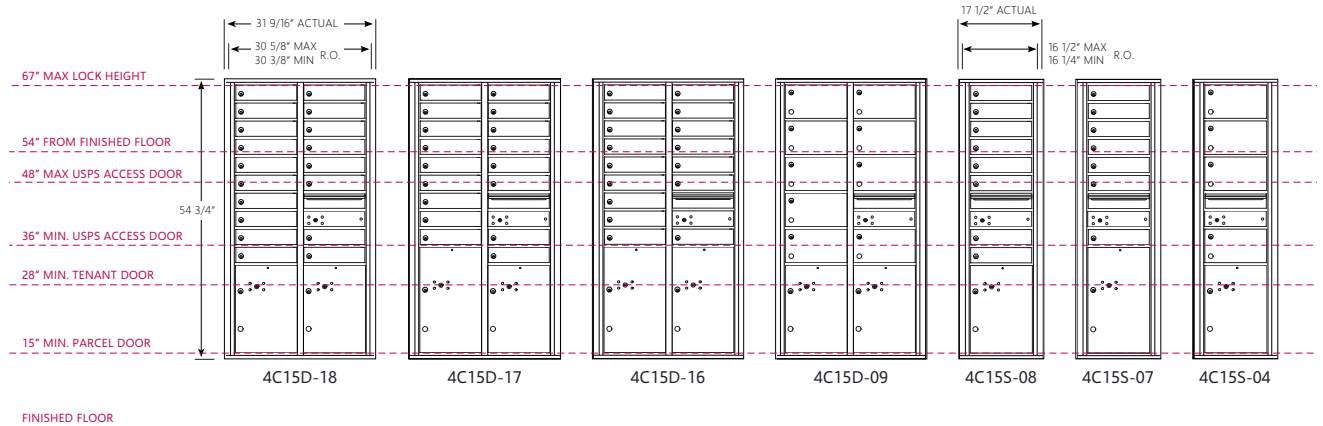 31 9/16" ACTUAL
17 1/2" ACTUAL
30 5/8" MAX
30 3/8" MIN
R.O.
16 1/2" MAX
16 1/4" MIN
R.O.
67" MAX LOCK HEIGHT
54" FROM FINISHED FLOOR
48" MAX USPS ACCESS DOOR
54 3/4"
36" MIN. USPS ACCESS DOOR
28" MIN. TENANT DOOR
15" MIN. PARCEL DOOR
4C15D-18
4C15D-17
4C15D-16
4C15D-09
4C15S-08
4C15S-07
4C15S-04
FINISHED FLOOR